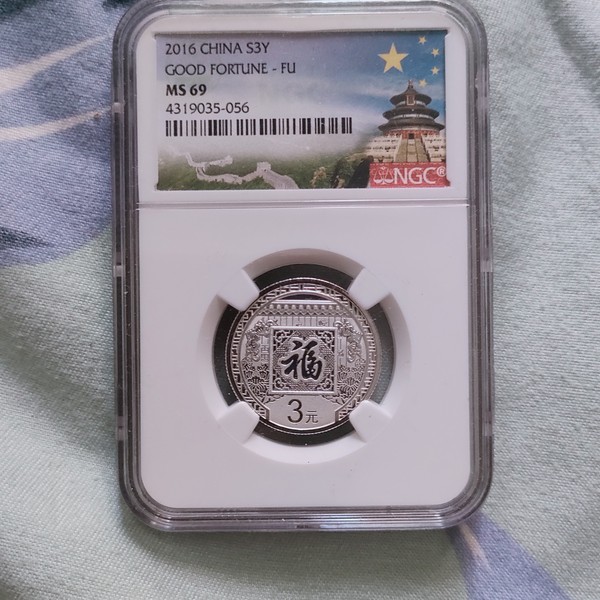 2016 CHINA S3Y
GOOD FORTUNE - FU
MS 69
4319035-056
NGC®
福
3元